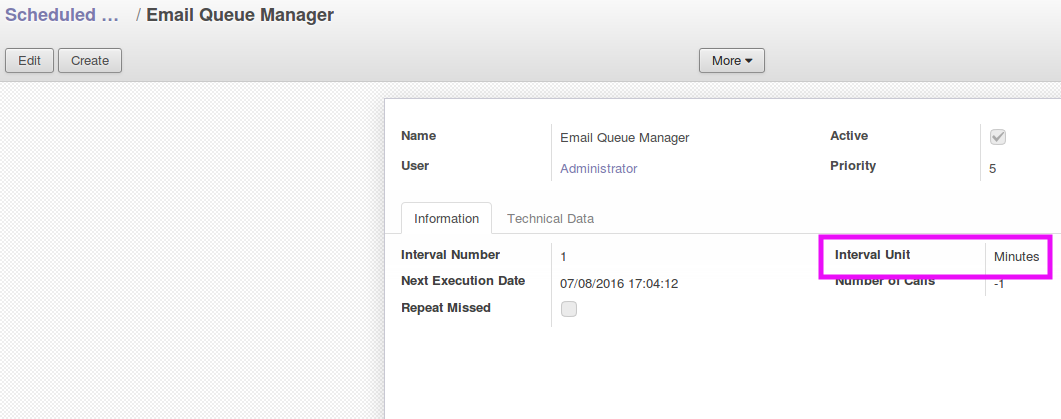 Scheduled ... / Email Queue Manager
Edit Create More
Name Email Queue Manager Active
User Administrator Priority 5
Information Technical Data
Interval Number 1 Interval Unit Minutes
Next Execution Date 07/08/2016 17:04:12 Number of Calls -1
Repeat Missed